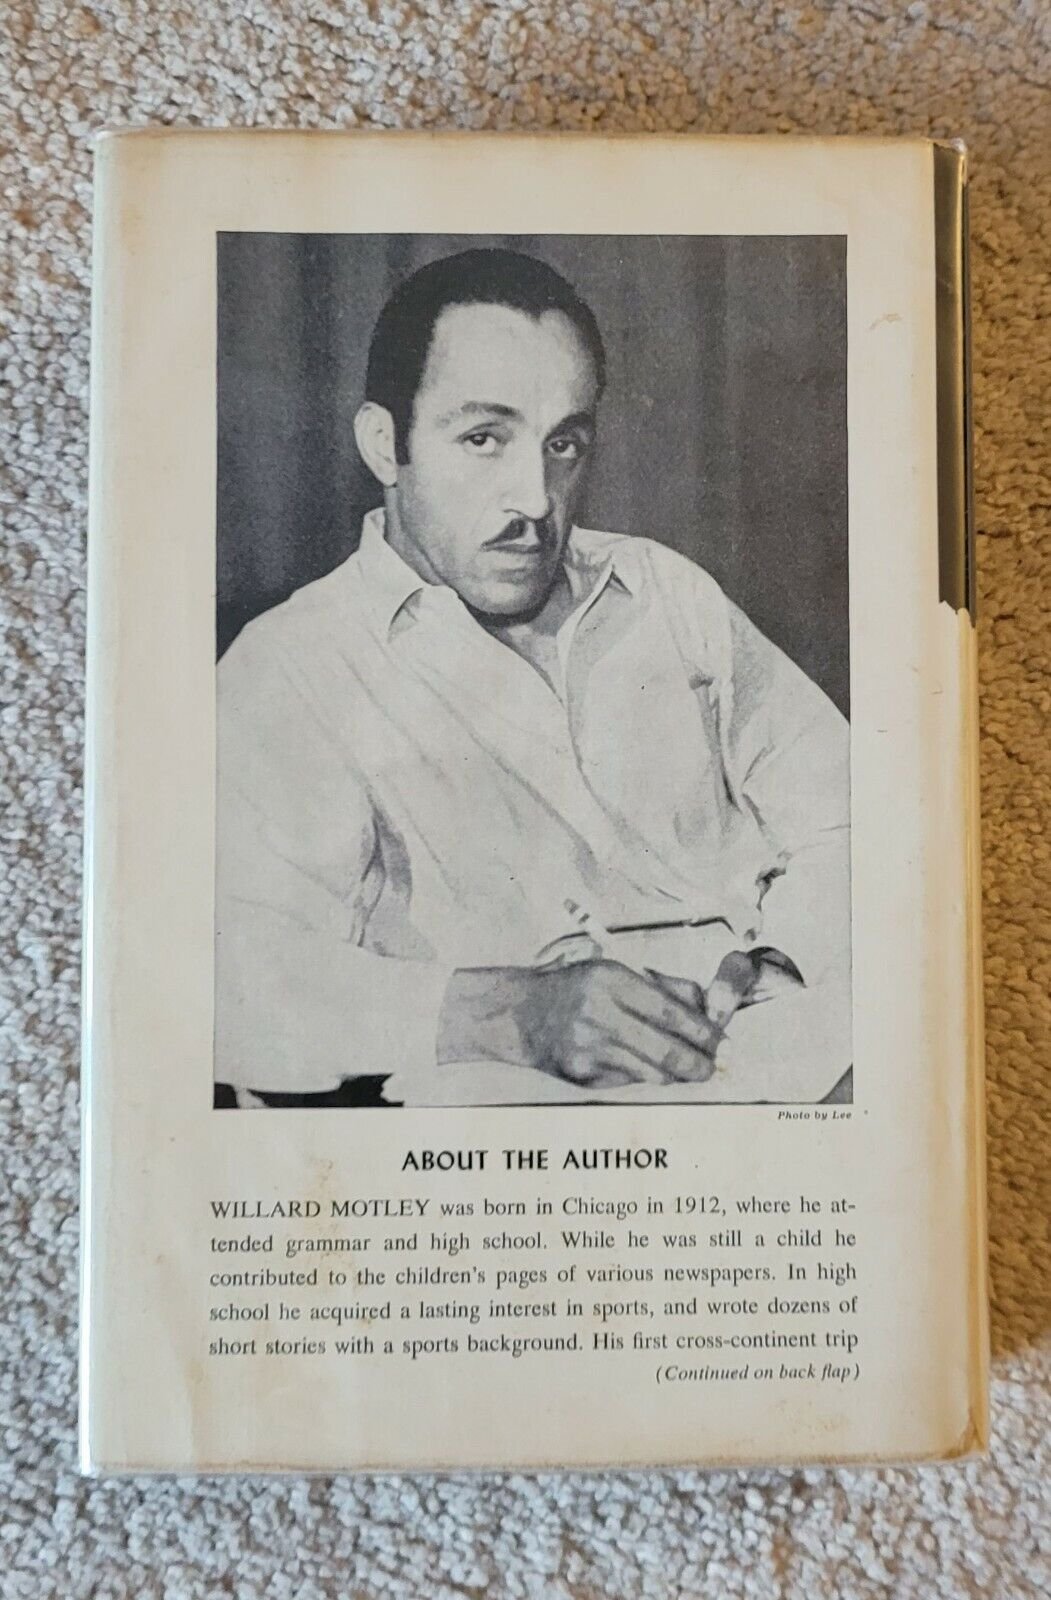 Photo by Lee
ABOUT THE AUTHOR
WILLARD MOTLEY was born in Chicago in 1912, where he at-
tended grammar and high school. While he was still a child he
contributed to the children's pages of various newspapers. In high
school he acquired a lasting interest in sports, and wrote dozens of
short stories with a sports background. His first cross-continent trip
(Continued on back flap)